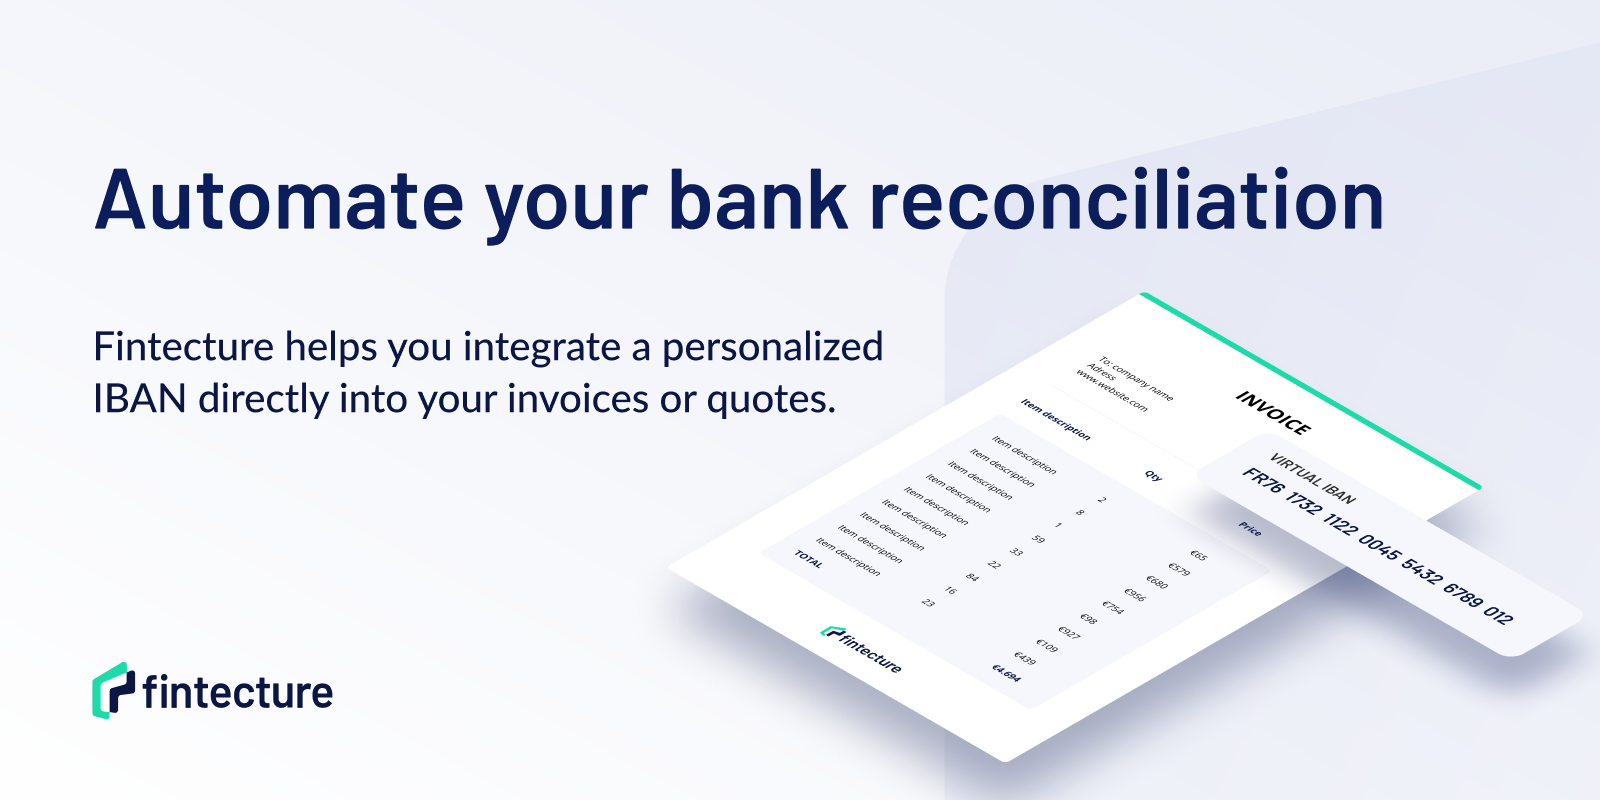 Automate your bank reconciliation
Fintecture helps you integrate a personalized
IBAN directly into your invoices or quotes.
INVOICE
To: company name
Adress
www.website.com
VIRTUAL IBAN
FR76 1732 1122 0045 5432 6789 012
Item description Qty Price
Item description 2 €65
Item description 8 €579
Item description 1 €680
Item description 59 €956
Item description 33 €754
Item description 22 €98
Item description 84 €927
Item description 16 €109
Item description 23 €439
TOTAL €4.694
fintecture
fintecture